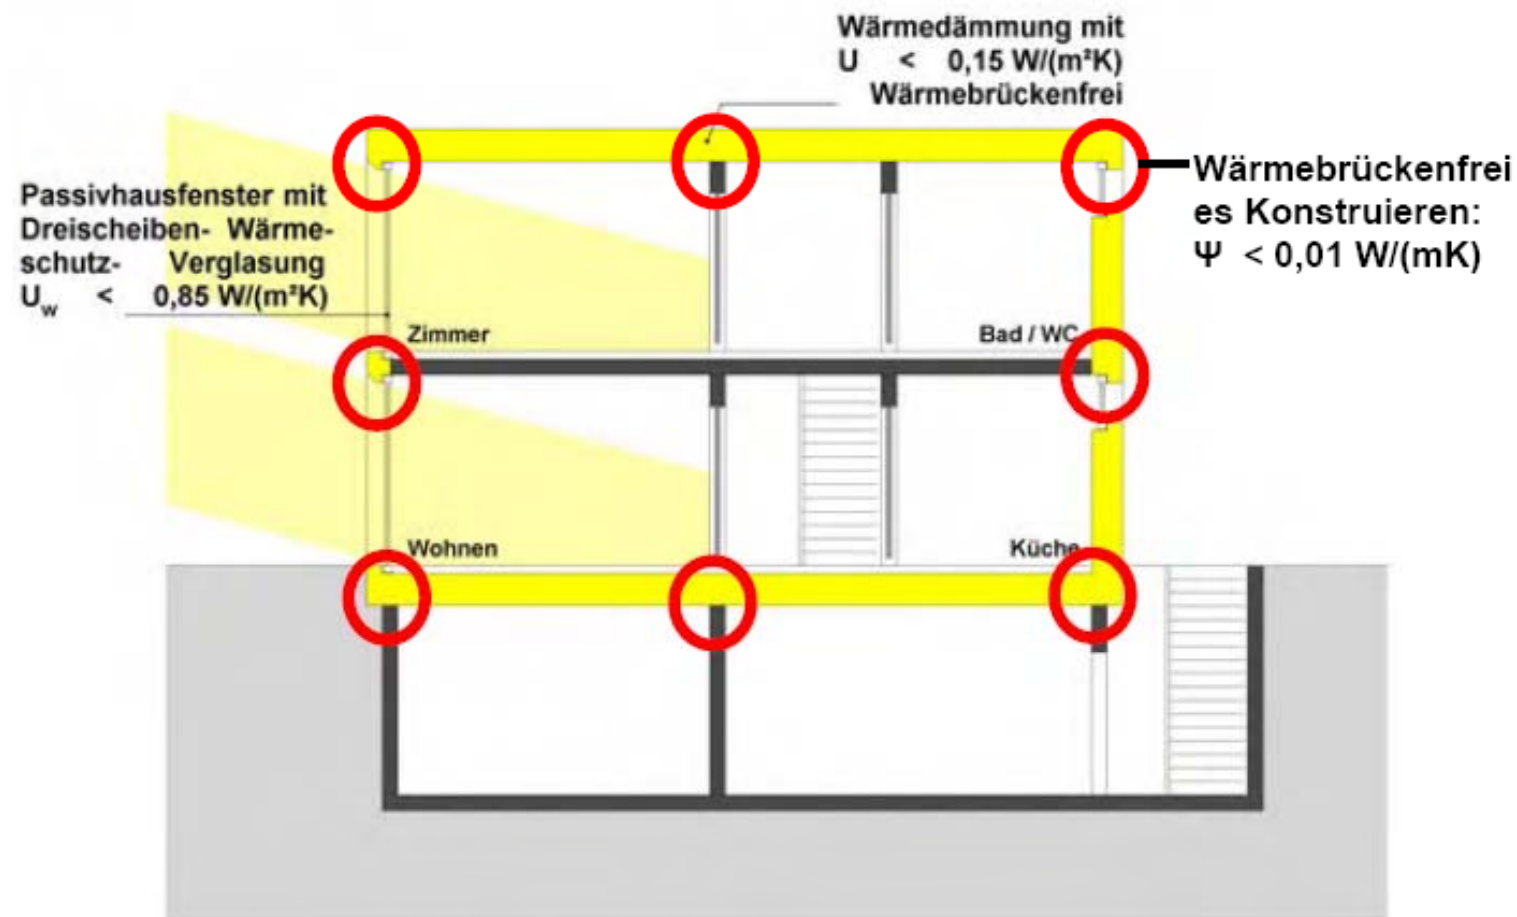 Wärmedämmung mit
U < 0,15 W/(m²K)
Wärmebrückenfrei
Passivhausfenster mit
Dreischeiben- Wärme-
schutz- Verglasung
U_w < 0,85 W/(m²K)
Wärmebrückenfrei
es Konstruieren:
Ψ < 0,01 W/(mK)
Zimmer
Bad / WC
Wohnen
Küche